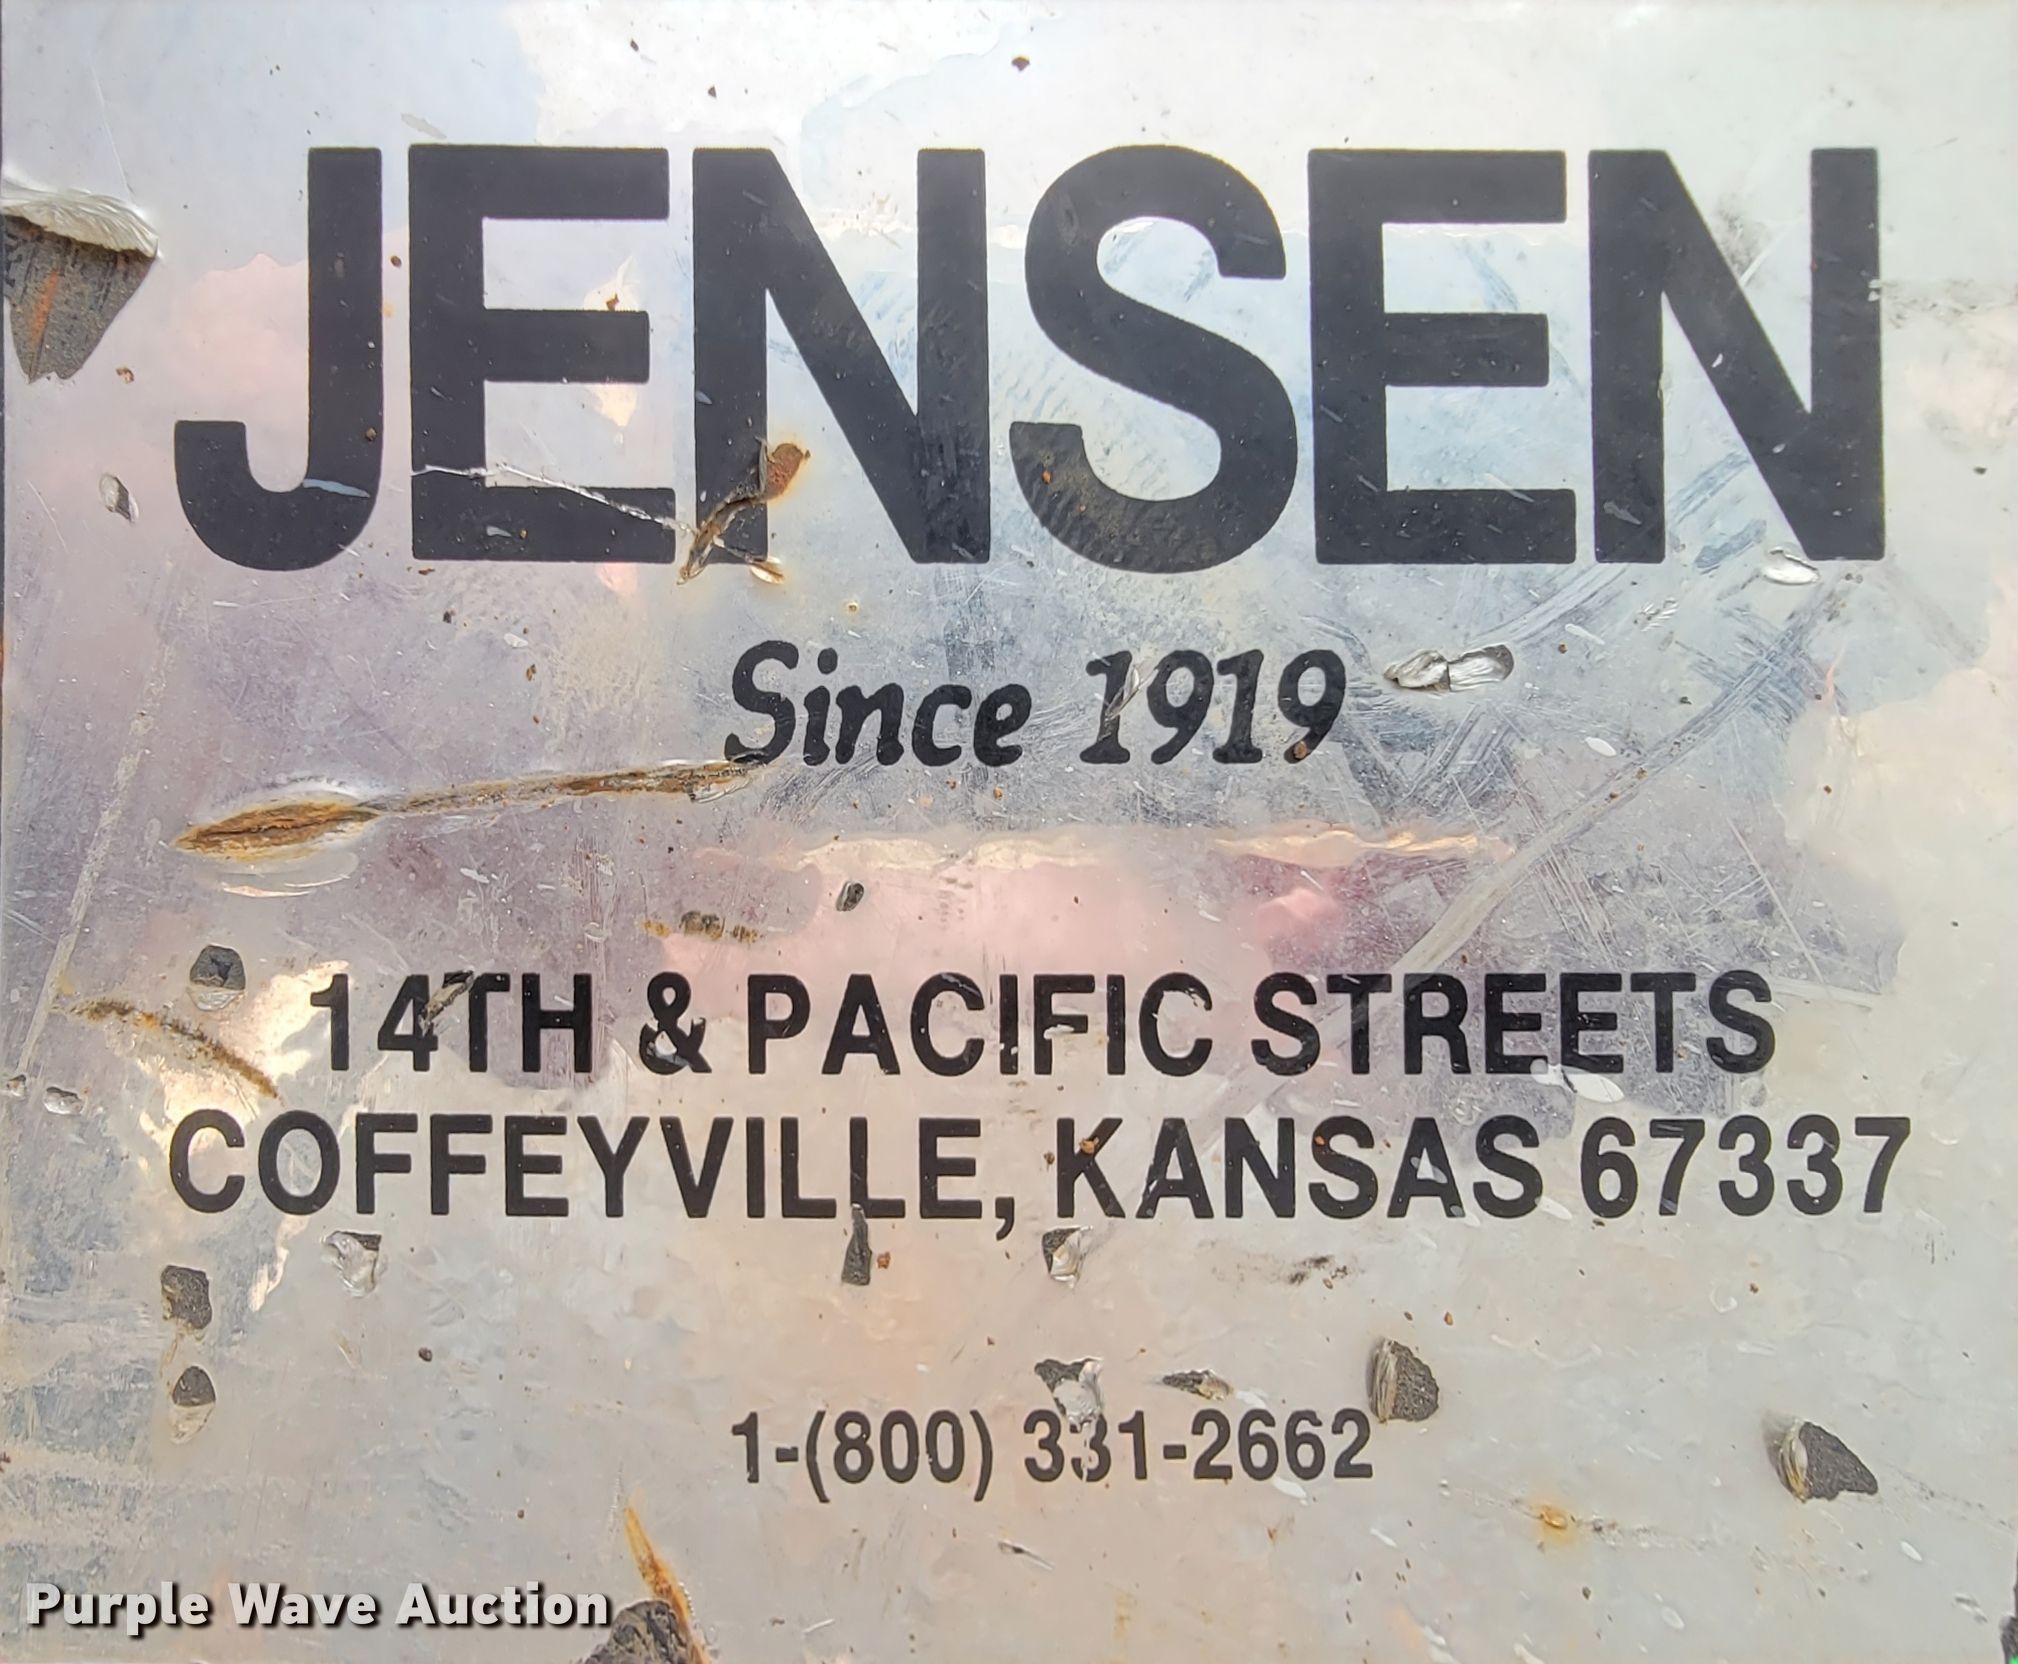 JENSEN
Since 1919
14TH & PACIFIC STREETS
COFFEYVILLE, KANSAS 67337
1-(800) 331-2662
Purple Wave Auction